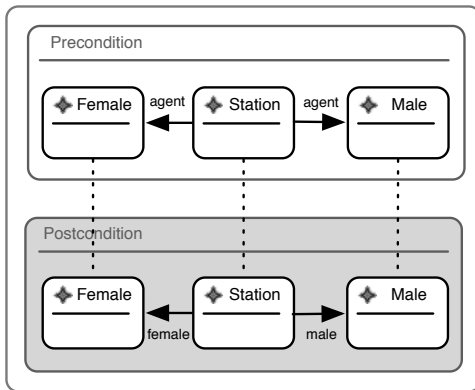 Precondition
agent agent
Female Station Male
Postcondition
Female Station Male
female male